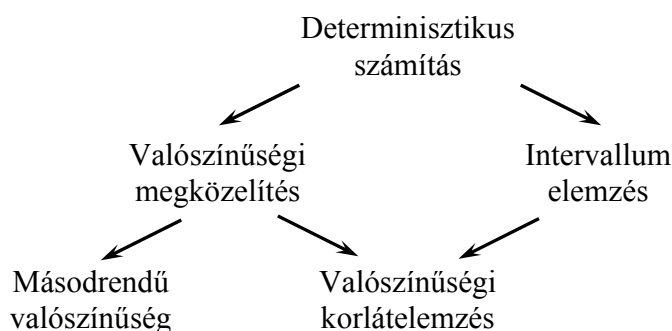 Determinisztikus
számítás
Valószínűségi
megközelítés
Intervallum
elemzés
Másodrendű
valószínűség
Valószínűségi
korlátelemzés